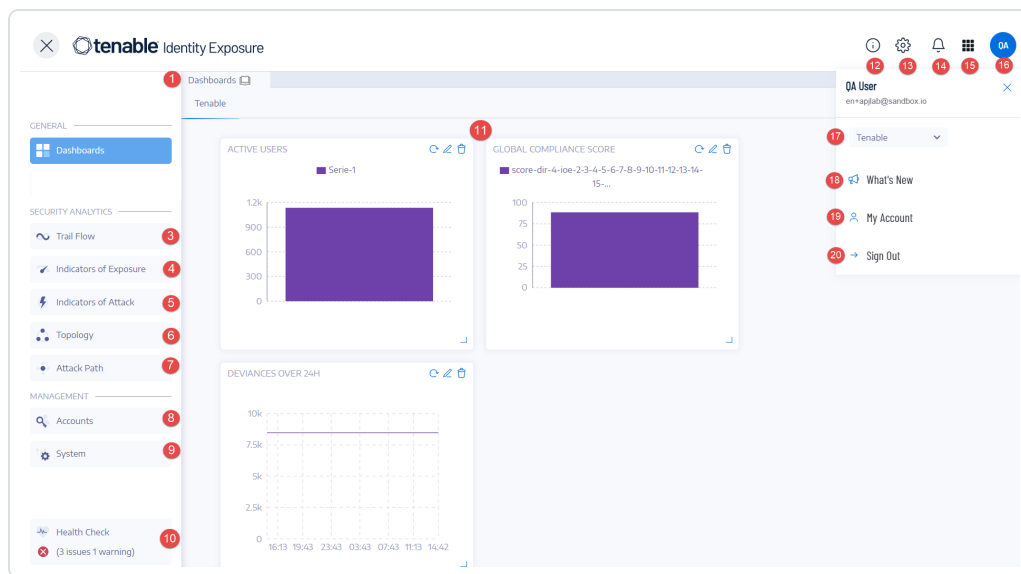 tenable Identity Exposure
12 13 14 15 16
QA
1 Dashboards
Tenable
QA User
en+apjlab@sandbox.io
17 Tenable
18 What's New
19 My Account
20 Sign Out
GENERAL
Dashboards
SECURITY ANALYTICS
Trail Flow 3
Indicators of Exposure 4
Indicators of Attack 5
Topology 6
Attack Path 7
MANAGEMENT
Accounts 8
System 9
Health Check 10
(3 issues 1 warning)
11
ACTIVE USERS
Serie-1
1.2k
900
600
300
0
GLOBAL COMPLIANCE SCORE
score-dir-4-ioe-2-3-4-5-6-7-8-9-10-11-12-13-14-
15-...
100
75
50
25
0
DEVIANCES OVER 24H
10k
7.5k
5k
2.5k
0
16:13 19:43 23:43 03:43 07:43 11:13 14:42